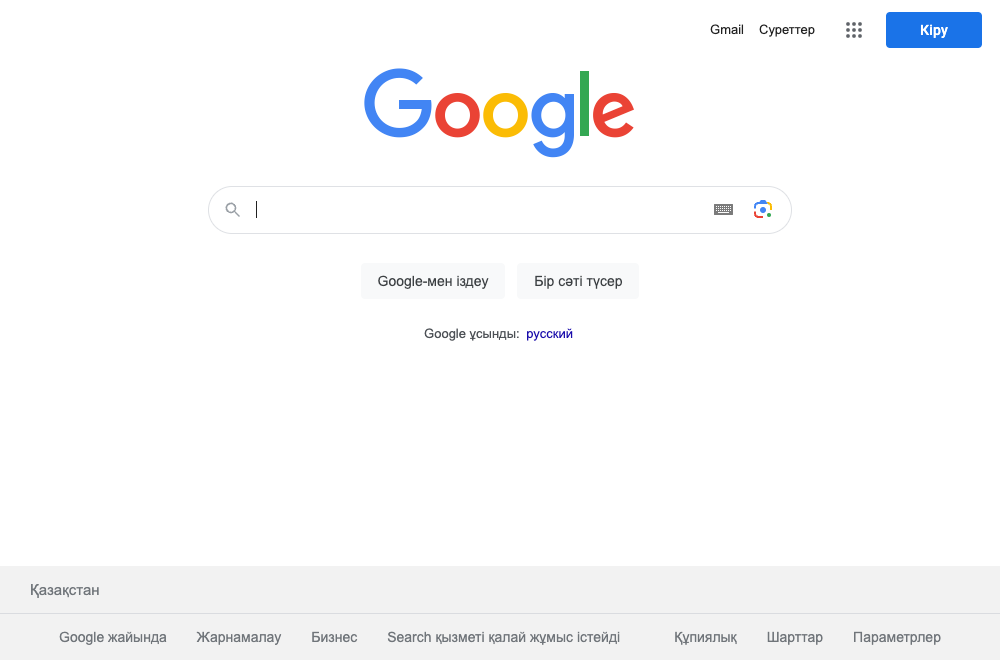 Gmail Суреттер Кіру
Google
Google-мен іздеу Бір сәті түсер
Google ұсынды: русский
Қазақстан
Google жайында Жарнамалау Бизнес Search қызметі қалай жұмыс істейді Құпиялық Шарттар Параметрлер